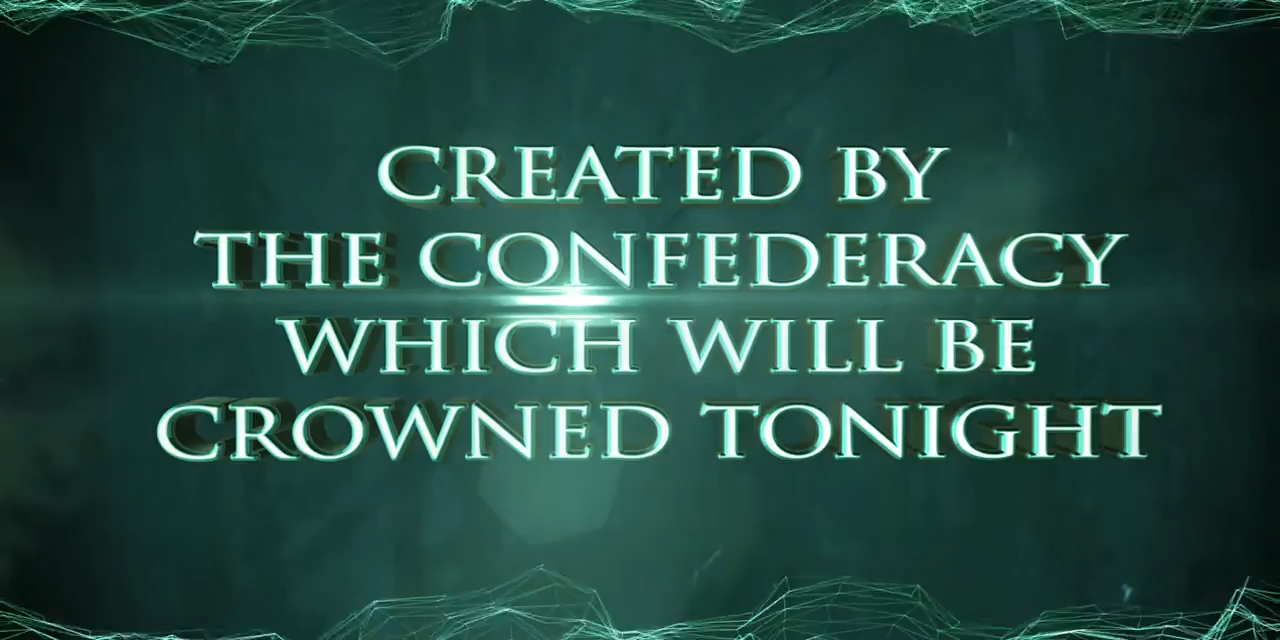 CREATED BY
THE CONFEDERACY
WHICH WILL BE
CROWNED TONIGHT